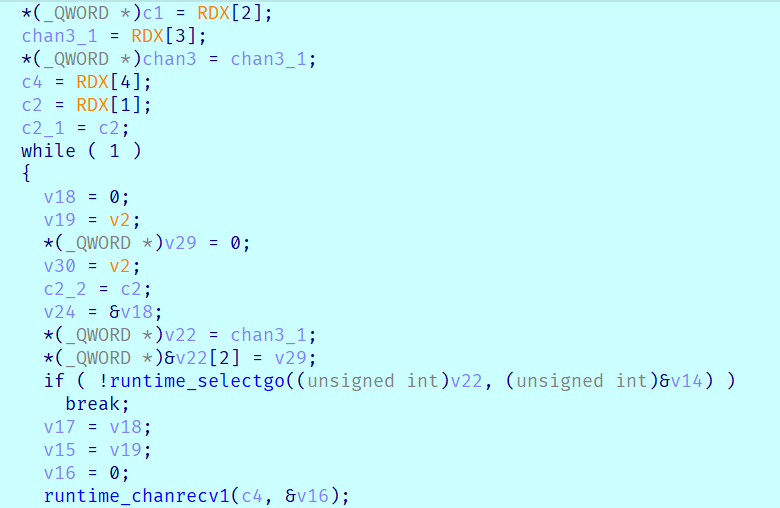 *(_QWORD *)c1 = RDX[2];
chan3_1 = RDX[3];
*(_QWORD *)chan3 = chan3_1;
c4 = RDX[4];
c2 = RDX[1];
c2_1 = c2;
while ( 1 )
{
  v18 = 0;
  v19 = v2;
  *(_QWORD *)v29 = 0;
  v30 = v2;
  c2_2 = c2;
  v24 = &v18;
  *(_QWORD *)v22 = chan3_1;
  *(_QWORD *)&v22[2] = v29;
  if ( !runtime_selectgo((unsigned int)v22, (unsigned int)&v14) )
    break;
  v17 = v18;
  v15 = v19;
  v16 = 0;
  runtime_chanrecv1(c4, &v16);